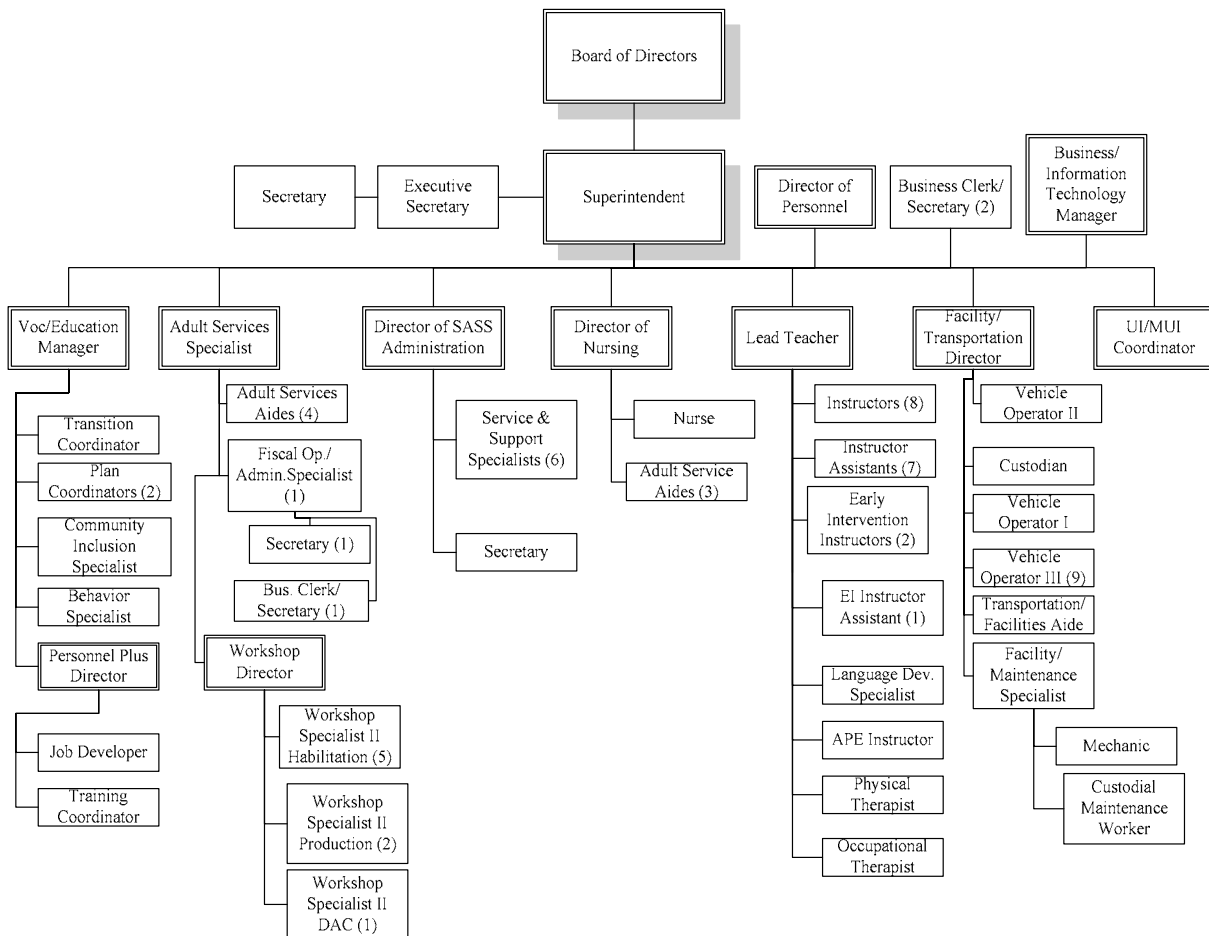 Board of Directors
Secretary
Executive
Secretary
Superintendent
Director of
Personnel
Business Clerk/
Secretary (2)
Business/
Information
Technology
Manager
Voc/Education
Manager
Adult Services
Specialist
Director of SASS
Administration
Director of
Nursing
Lead Teacher
Facility/
Transportation
Director
UI/MUI
Coordinator
Transition
Coordinator
Plan
Coordinators (2)
Community
Inclusion
Specialist
Behavior
Specialist
Personnel Plus
Director
Job Developer
Training
Coordinator
Adult Services
Aides (4)
Fiscal Op./
Admin.Specialist
(1)
Secretary (1)
Bus. Clerk/
Secretary (1)
Workshop
Director
Workshop
Specialist II
Habilitation (5)
Workshop
Specialist II
Production (2)
Workshop
Specialist II
DAC (1)
Service &
Support
Specialists (6)
Secretary
Nurse
Adult Service
Aides (3)
Instructors (8)
Instructor
Assistants (7)
Early
Intervention
Instructors (2)
EI Instructor
Assistant (1)
Language Dev.
Specialist
APE Instructor
Physical
Therapist
Occupational
Therapist
Vehicle
Operator II
Custodian
Vehicle
Operator I
Vehicle
Operator III (9)
Transportation/
Facilities Aide
Facility/
Maintenance
Specialist
Mechanic
Custodial
Maintenance
Worker